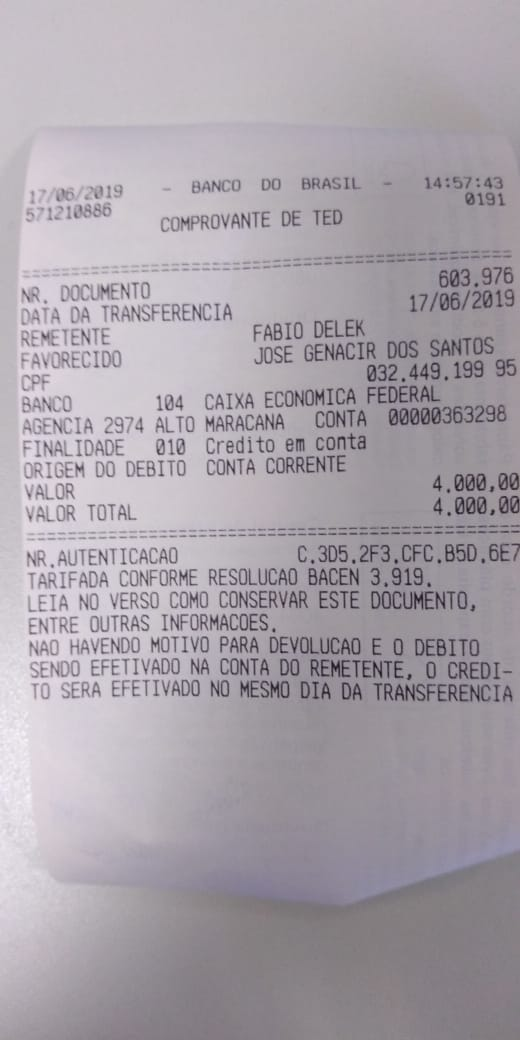 17/06/2019 - BANCO DO BRASIL - 14:57:43
571210886 0191
COMPROVANTE DE TED
=================================================
NR. DOCUMENTO 603.976
DATA DA TRANSFERENCIA 17/06/2019
REMETENTE FABIO DELEK
FAVORECIDO JOSE GENACIR DOS SANTOS
CPF 032.449.199 95
BANCO 104 CAIXA ECONOMICA FEDERAL
AGENCIA 2974 ALTO MARACANA CONTA 00000363298
FINALIDADE 010 Credito em conta
ORIGEM DO DEBITO CONTA CORRENTE
VALOR 4.000,00
VALOR TOTAL 4.000,00
=================================================
NR.AUTENTICACAO C.3D5.2F3.CFC.B5D.6E7
TARIFADA CONFORME RESOLUCAO BACEN 3.919.
LEIA NO VERSO COMO CONSERVAR ESTE DOCUMENTO,
ENTRE OUTRAS INFORMACOES.
NAO HAVENDO MOTIVO PARA DEVOLUCAO E O DEBITO
SENDO EFETIVADO NA CONTA DO REMETENTE, O CREDI-
TO SERA EFETIVADO NO MESMO DIA DA TRANSFERENCIA